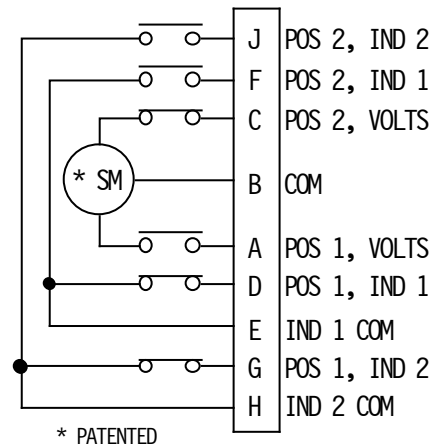 J POS 2, IND 2
F POS 2, IND 1
C POS 2, VOLTS
* SM B COM
A POS 1, VOLTS
D POS 1, IND 1
E IND 1 COM
G POS 1, IND 2
H IND 2 COM
* PATENTED